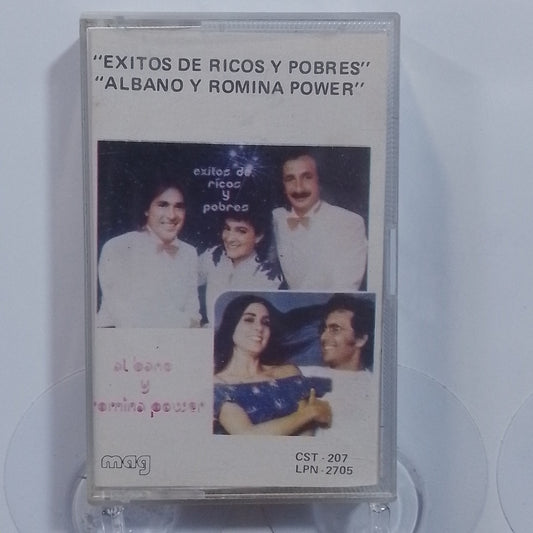 "EXITOS DE RICOS Y POBRES"
"ALBANO Y ROMINA POWER"
exitos de
ricos
y
pobres
al bano
y
romina power
mag
CST - 207
LPN - 2705